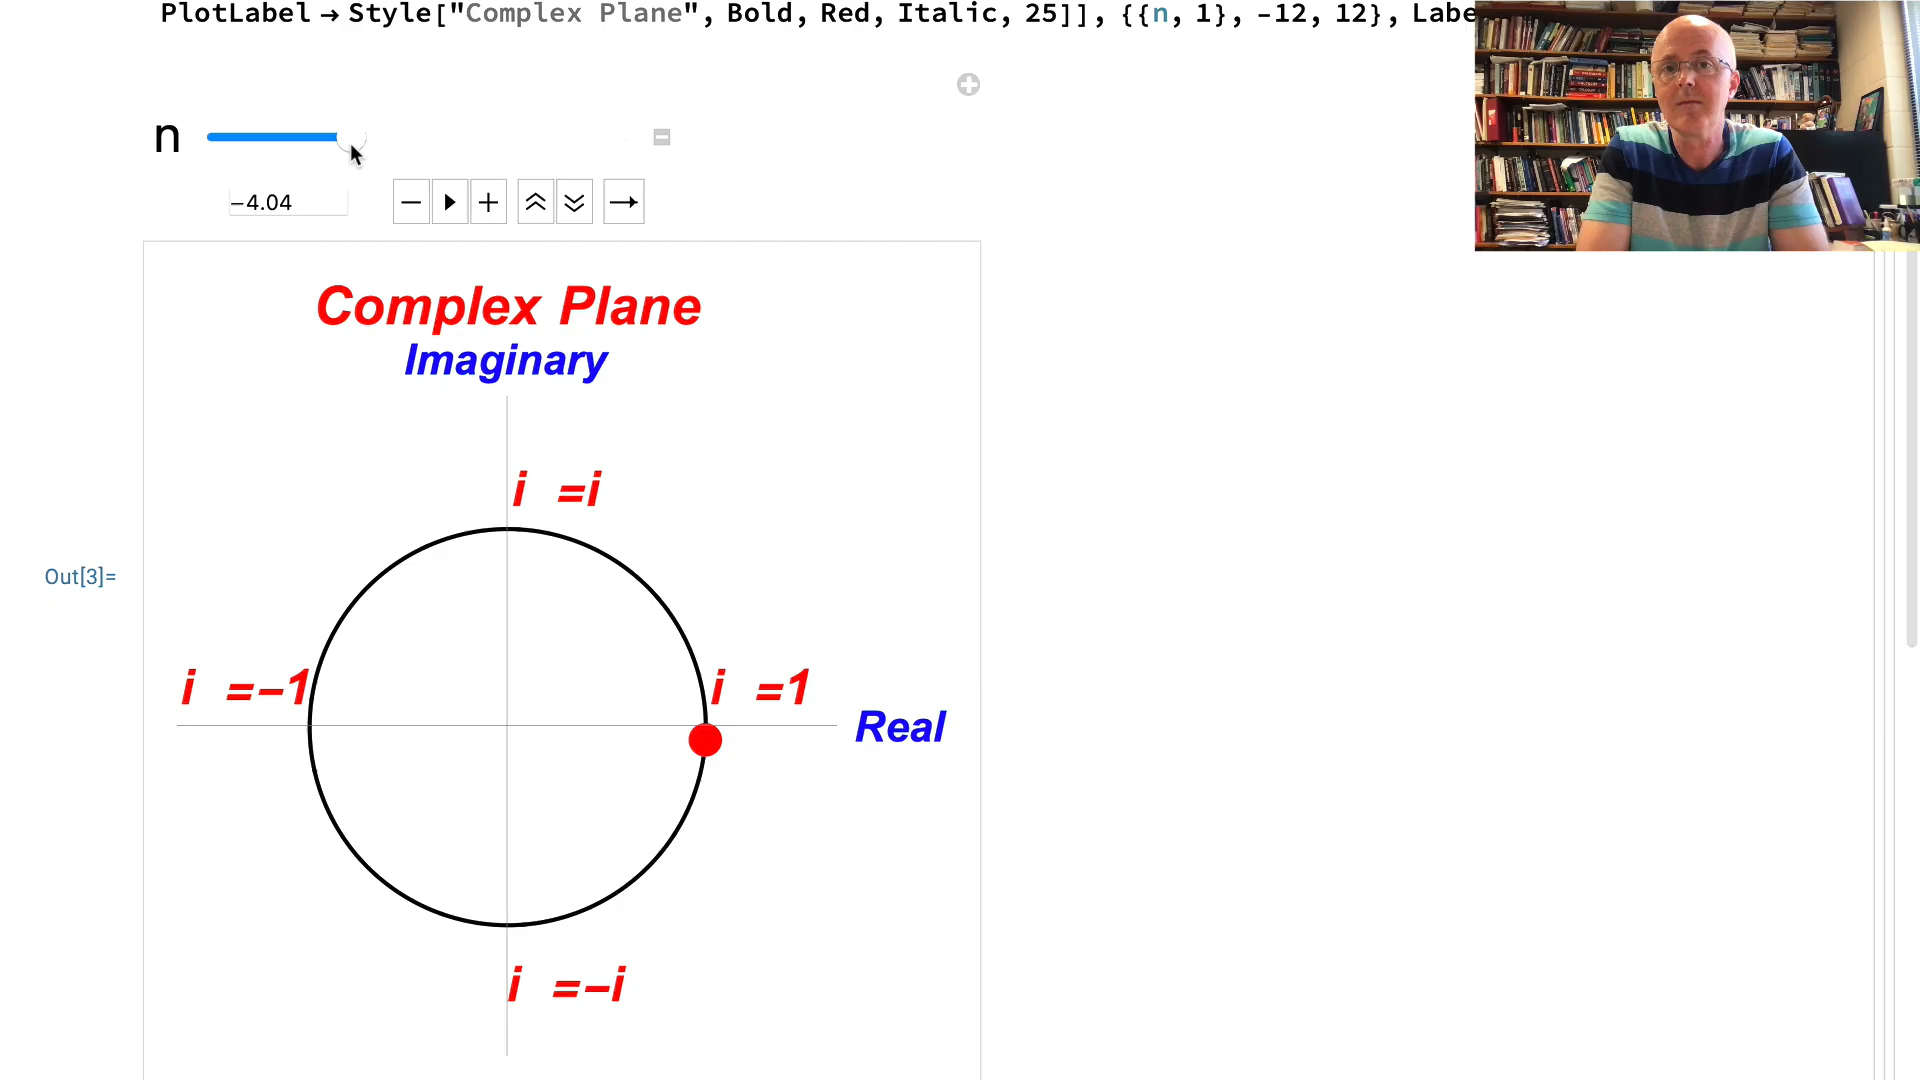 PlotLabel → Style["Complex Plane", Bold, Red, Italic, 25]], {{n, 1}, -12, 12}, Labe
n
-4.04
Complex Plane
Imaginary
i =i
Out[3]=
i =-1
i =1
Real
i =-i